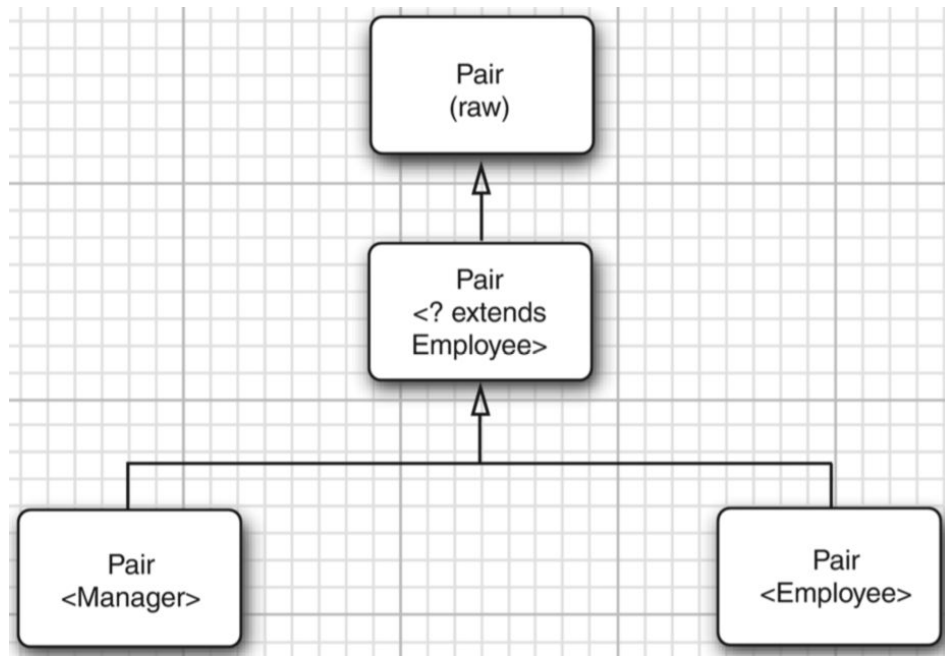 Pair
(raw)
Pair
<? extends
Employee>
Pair
<Manager>
Pair
<Employee>